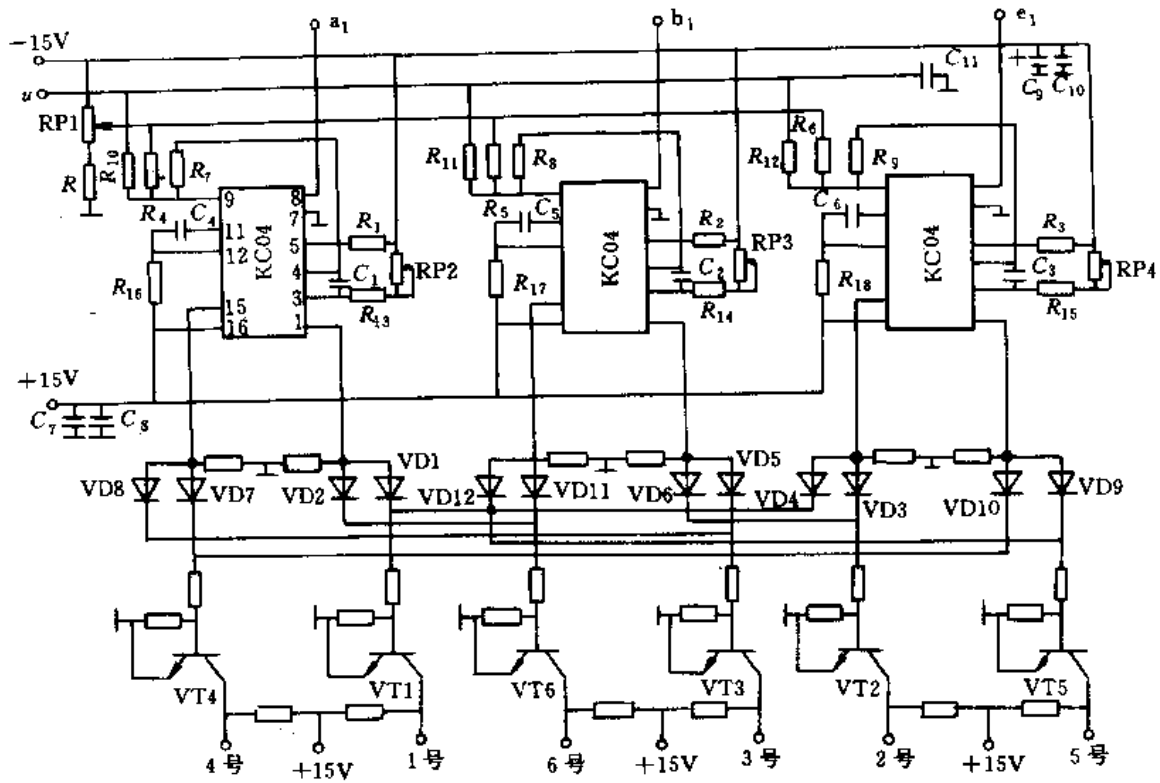 a₁
b₁
e₁
-15V
u
RP1
R
R₁₀
R₄
R₇
C₄
R₁₆
9
11
12
15
16
KC04
8
7
5
4
3
1
R₁
C₁
R₁₃
RP2
R₁₁
R₅
R₈
C₅
R₁₇
KC04
R₂
C₂
R₁₄
RP3
R₁₂
R₆
R₉
C₆
R₁₈
KC04
C₁₁
+
C₉
C₁₀
R₃
C₃
R₁₅
RP4
+15V
C₇
C₈
VD8
VD7
VD2
VD1
VD12
VD11
VD6
VD5
VD4
VD3
VD10
VD9
VT4
VT1
VT6
VT3
VT2
VT5
4号
+15V
1号
6号
+15V
3号
2号
+15V
5号